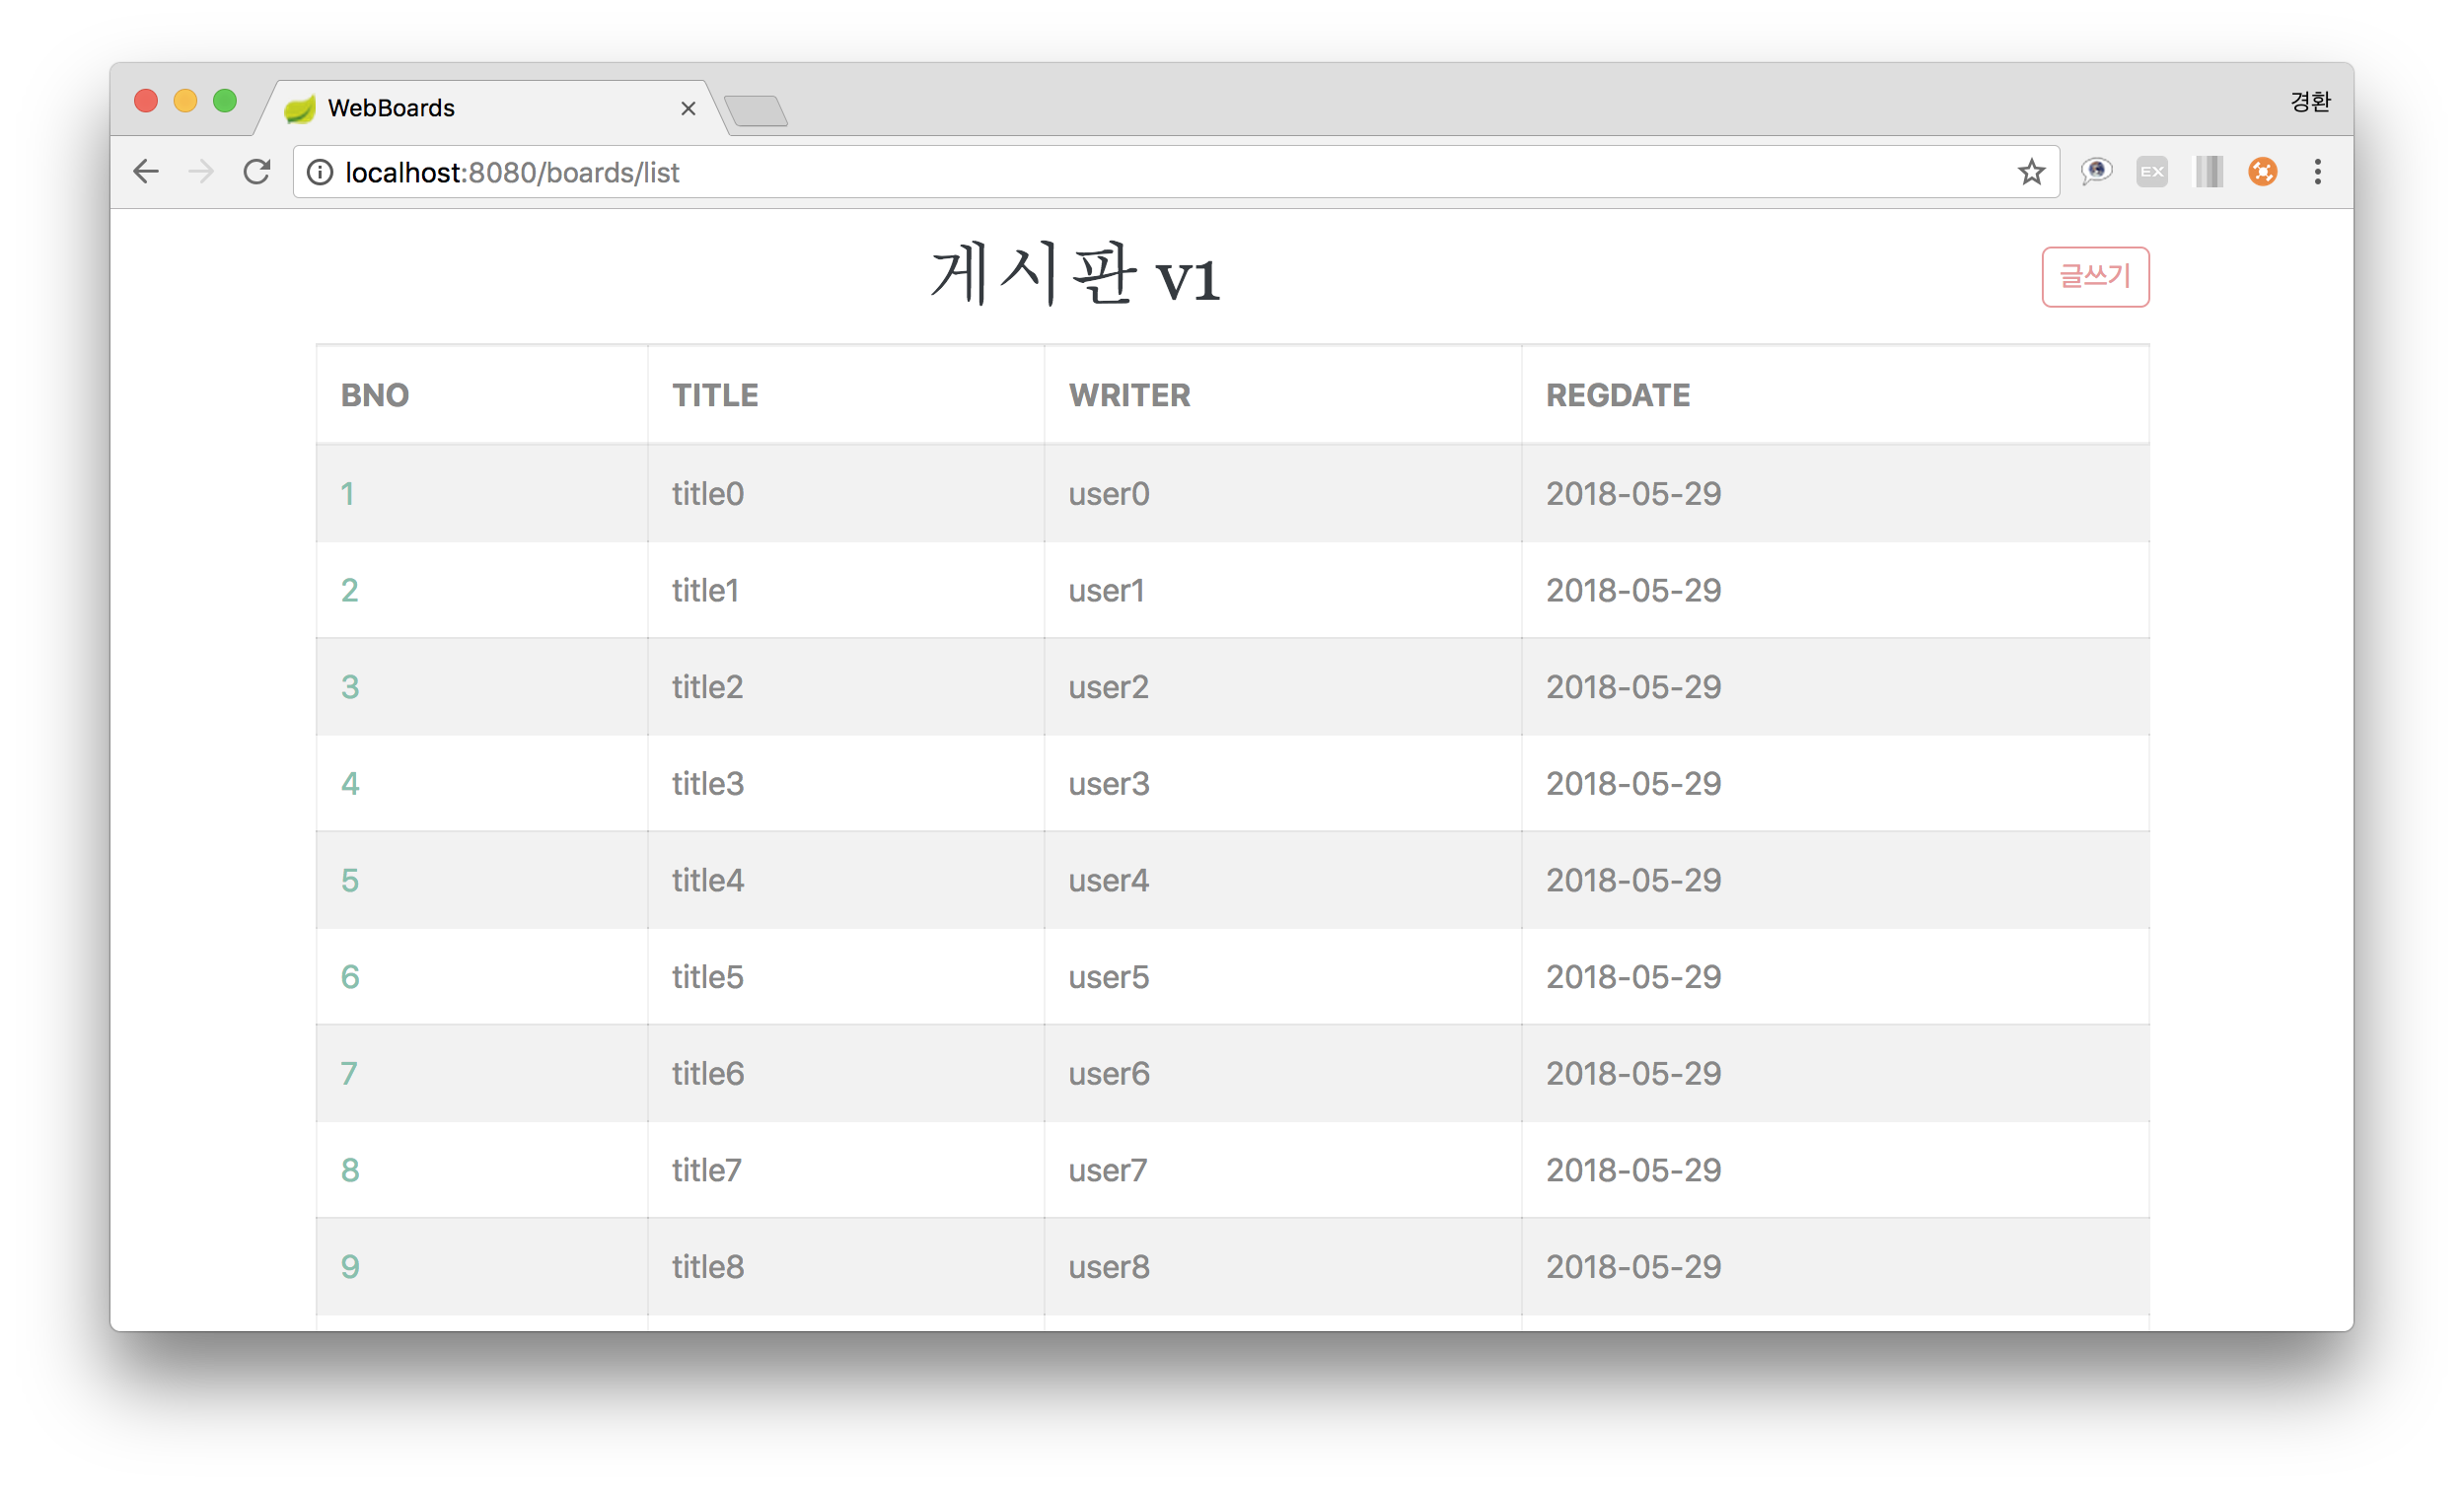 WebBoards
경환
localhost:8080/boards/list
EX
게시판 v1
글쓰기
BNO TITLE WRITER REGDATE
1 title0 user0 2018-05-29
2 title1 user1 2018-05-29
3 title2 user2 2018-05-29
4 title3 user3 2018-05-29
5 title4 user4 2018-05-29
6 title5 user5 2018-05-29
7 title6 user6 2018-05-29
8 title7 user7 2018-05-29
9 title8 user8 2018-05-29